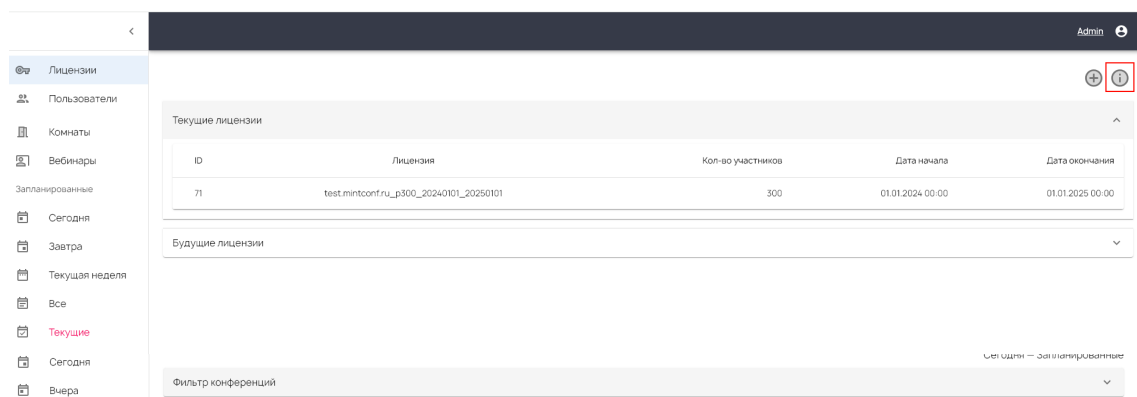 Admin
Лицензии
Пользователи
Комнаты
Вебинары
Запланированные
Сегодня
Завтра
Текущая неделя
Все
Текущие
Сегодня
Вчера
Текущие лицензии
ID Лицензия Кол-во участников Дата начала Дата окончания
71 test.mintconf.ru_p300_20240101_20250101 300 01.01.2024 00:00 01.01.2025 00:00
Будущие лицензии
Сегодня — Запланированные
Фильтр конференций